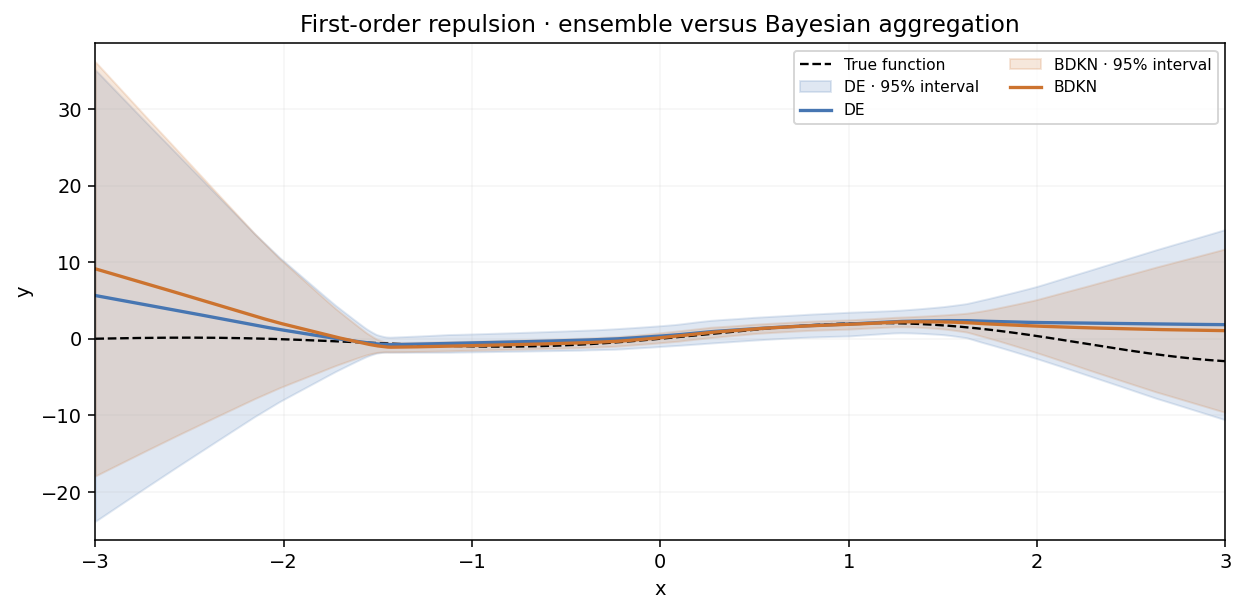 First-order repulsion · ensemble versus Bayesian aggregation
True function
DE · 95% interval
DE
BDKN · 95% interval
BDKN
30
20
10
0
−10
−20
y
−3
−2
−1
0
1
2
3
x